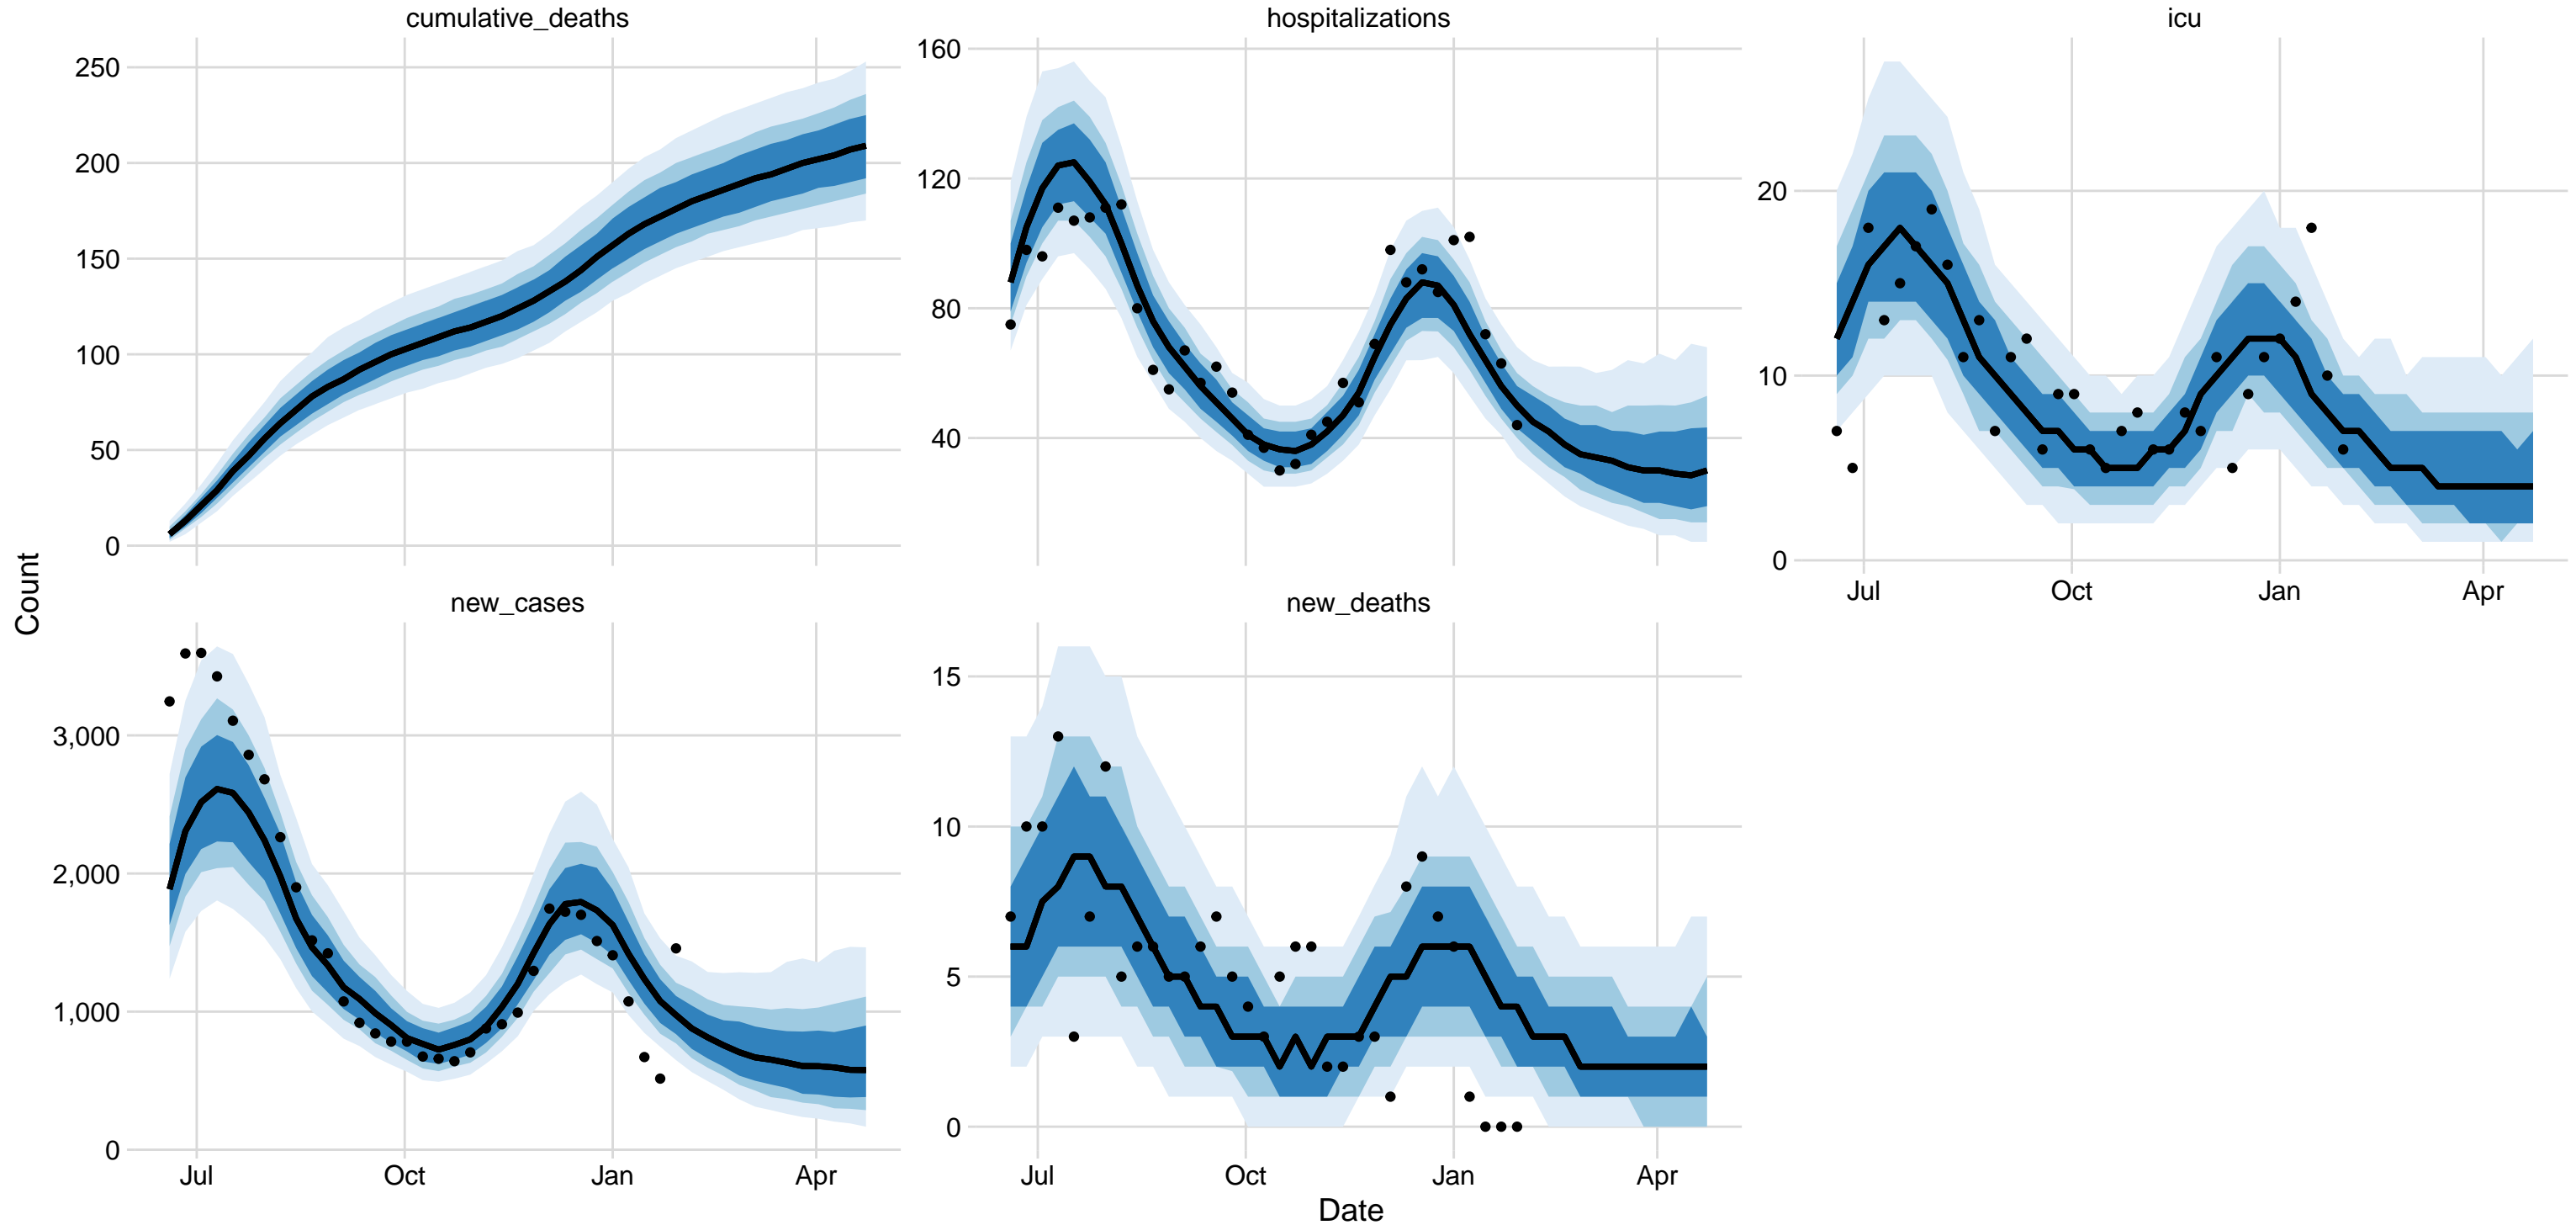 cumulative_deaths
hospitalizations
icu
250
200
150
100
50
0
160
120
80
40
20
10
0
Jul
Oct
Jan
Apr
Count
new_cases
new_deaths
3,000
2,000
1,000
0
15
10
5
0
Jul
Oct
Jan
Apr
Jul
Oct
Jan
Apr
Date